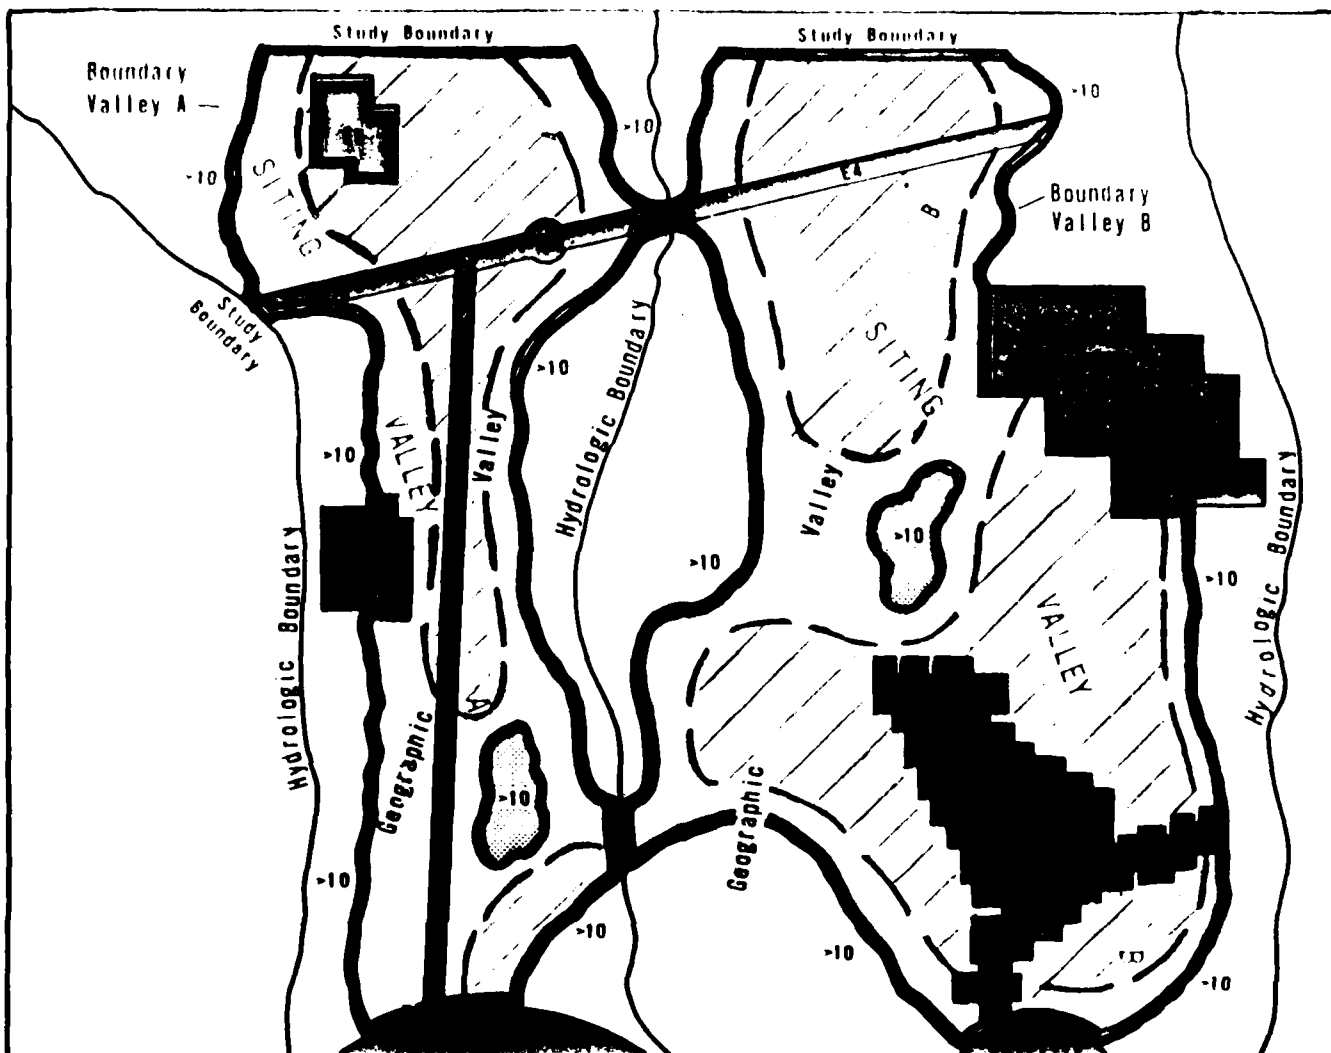 Study Boundary
Study Boundary
Boundary
Valley A
-10
>10
>10
SITING
E4
B
Boundary
Valley B
Study
Boundary
Hydrologic Boundary
>10
SITING
>10
VALLEY
Valley
Valley
>10
>10
>10
Hydrologic Boundary
Hydrologic Boundary
VALLEY
A
Geographic
>10
Geographic
>10
>10
>10
-10